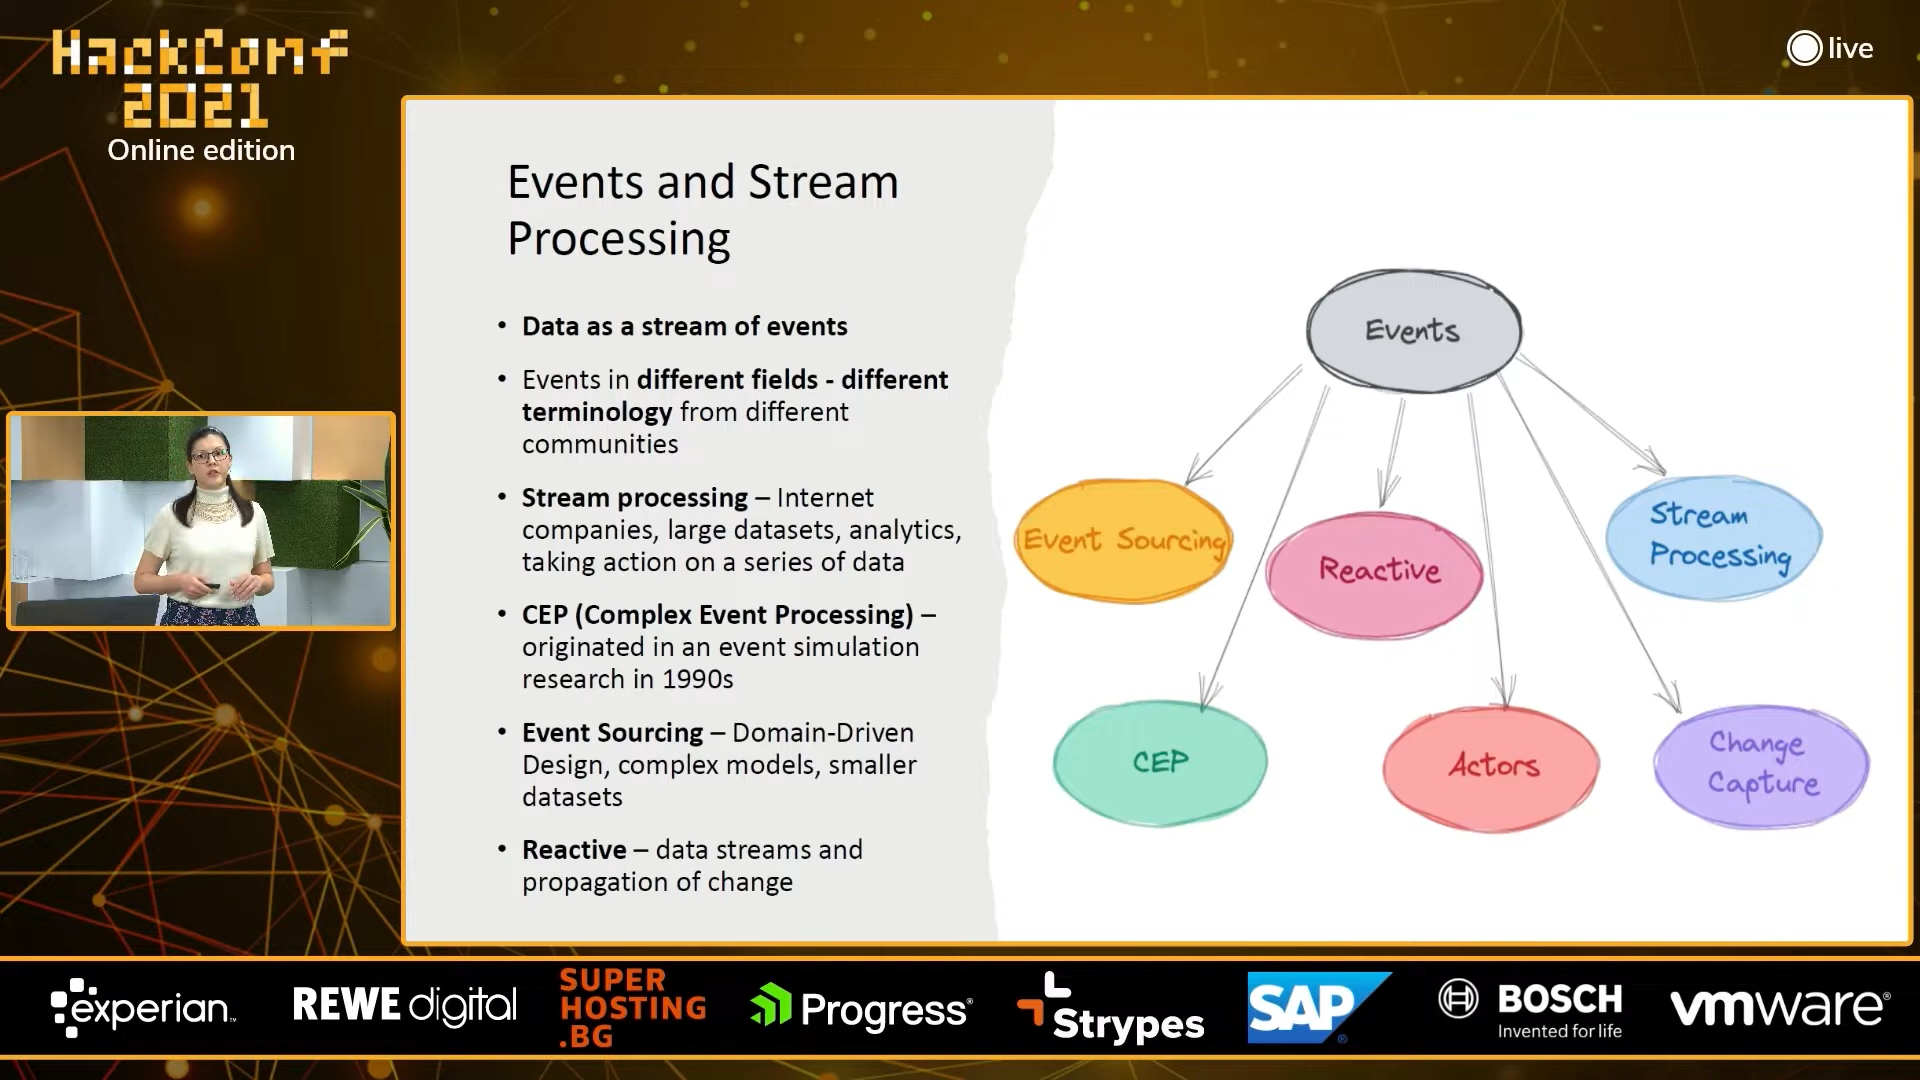 HackConf
2021
Online edition
live
Events and Stream
Processing
• Data as a stream of events
• Events in different fields - different
terminology from different
communities
• Stream processing – Internet
companies, large datasets, analytics,
taking action on a series of data
• CEP (Complex Event Processing) –
originated in an event simulation
research in 1990s
• Event Sourcing – Domain-Driven
Design, complex models, smaller
datasets
• Reactive – data streams and
propagation of change
Events
Event Sourcing
Reactive
Stream
Processing
CEP
Actors
Change
Capture
experian™
REWE digital
SUPER
HOSTING
.BG
Progress®
Strypes
SAP®
BOSCH
Invented for life
vmware®